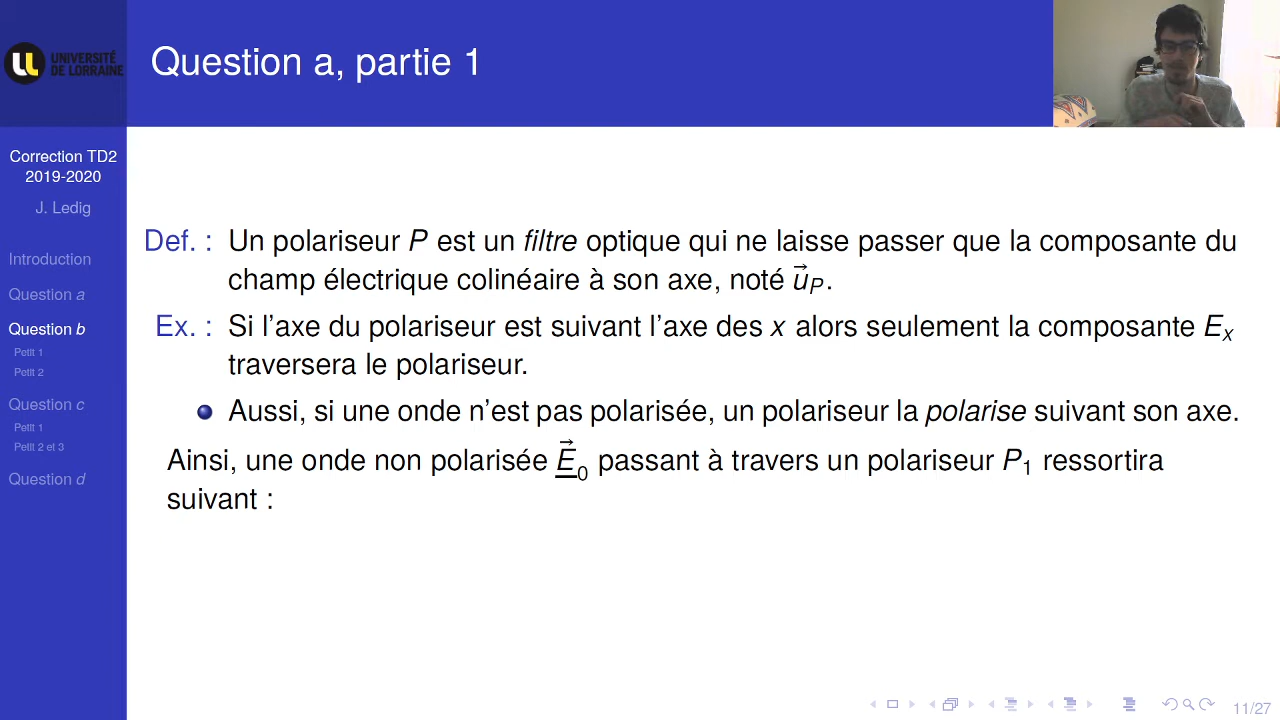 UNIVERSITÉ
DE LORRAINE
Question a, partie 1
Correction TD2
2019-2020
J. Ledig
Introduction
Question a
Question b
Petit 1
Petit 2
Question c
Petit 1
Petit 2 et 3
Question d
Def. : Un polariseur P est un filtre optique qui ne laisse passer que la composante du
champ électrique colinéaire à son axe, noté u⃗_P.
Ex. : Si l'axe du polariseur est suivant l'axe des x alors seulement la composante E_x
traversera le polariseur.
Aussi, si une onde n'est pas polarisée, un polariseur la polarise suivant son axe.
Ainsi, une onde non polarisée E̲⃗_0 passant à travers un polariseur P_1 ressortira
suivant :
11/27